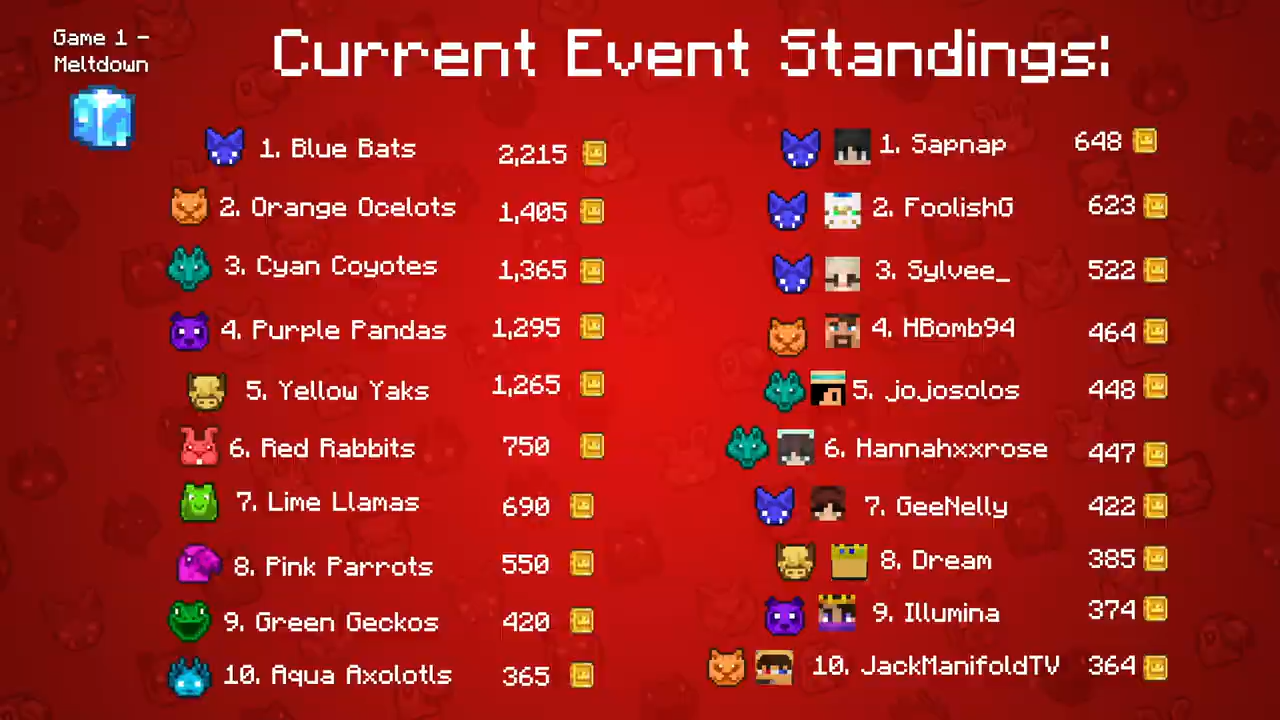 Game 1 -
Meltdown
Current Event Standings:
1. Blue Bats 2,215
2. Orange Ocelots 1,405
3. Cyan Coyotes 1,365
4. Purple Pandas 1,295
5. Yellow Yaks 1,265
6. Red Rabbits 750
7. Lime Llamas 690
8. Pink Parrots 550
9. Green Geckos 420
10. Aqua Axolotls 365
1. Sapnap 648
2. FoolishG 623
3. Sylvee_ 522
4. HBomb94 464
5. jojosolos 448
6. Hannahxxrose 447
7. GeeNelly 422
8. Dream 385
9. Illumina 374
10. JackManifoldTV 364